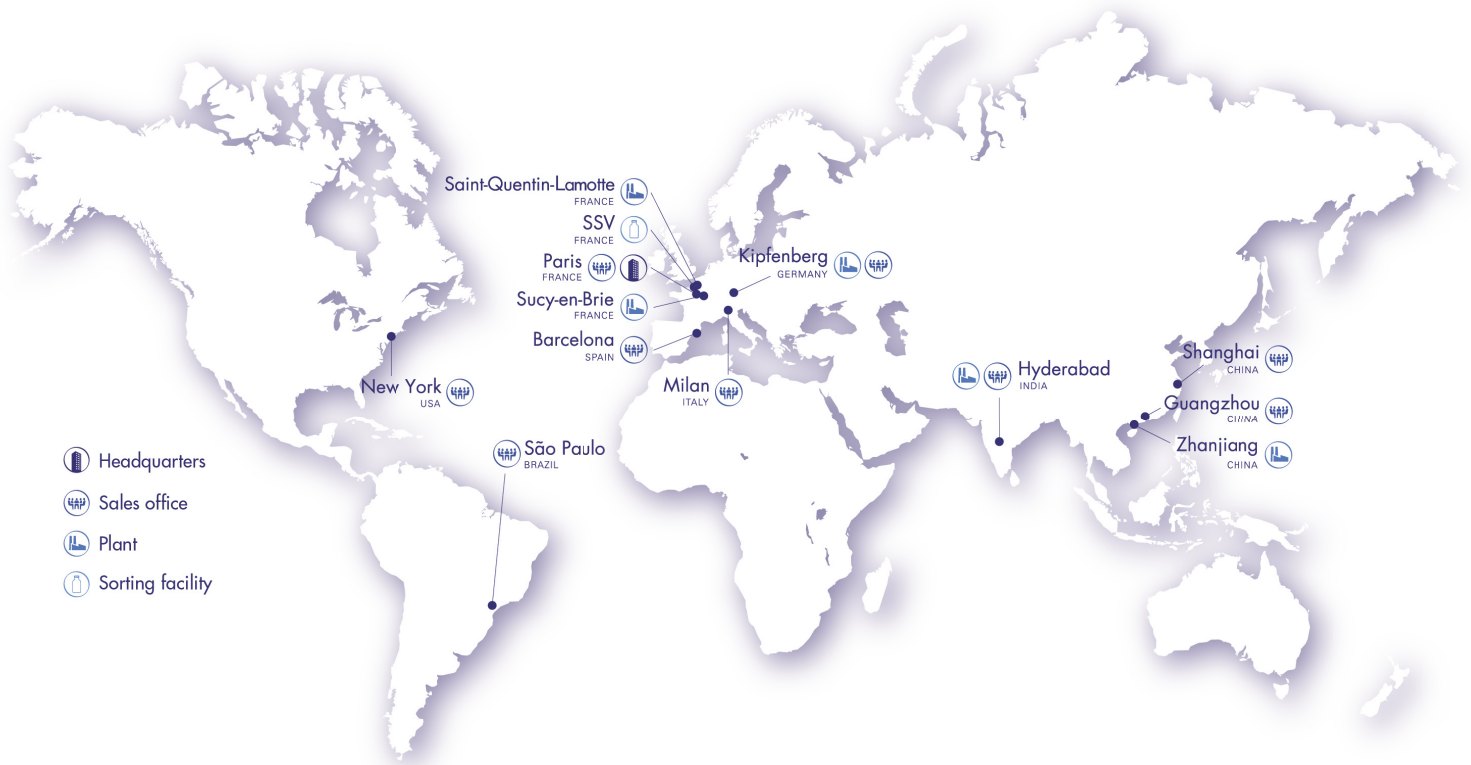 Saint-Quentin-Lamotte
FRANCE
SSV
FRANCE
Paris
FRANCE
Sucy-en-Brie
FRANCE
Barcelona
SPAIN
Kipfenberg
GERMANY
Milan
ITALY
New York
USA
São Paulo
BRAZIL
Hyderabad
INDIA
Shanghai
CHINA
Guangzhou
CHINA
Zhanjiang
CHINA
Headquarters
Sales office
Plant
Sorting facility